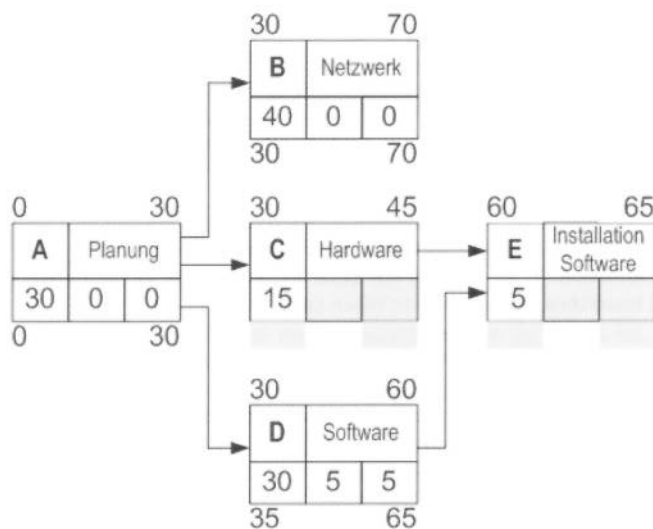 30 70
B Netzwerk
40 0 0
30 70
0 30
A Planung
30 0 0
0 30
30 45
C Hardware
15
60 65
E Installation
Software
5
30 60
D Software
30 5 5
35 65